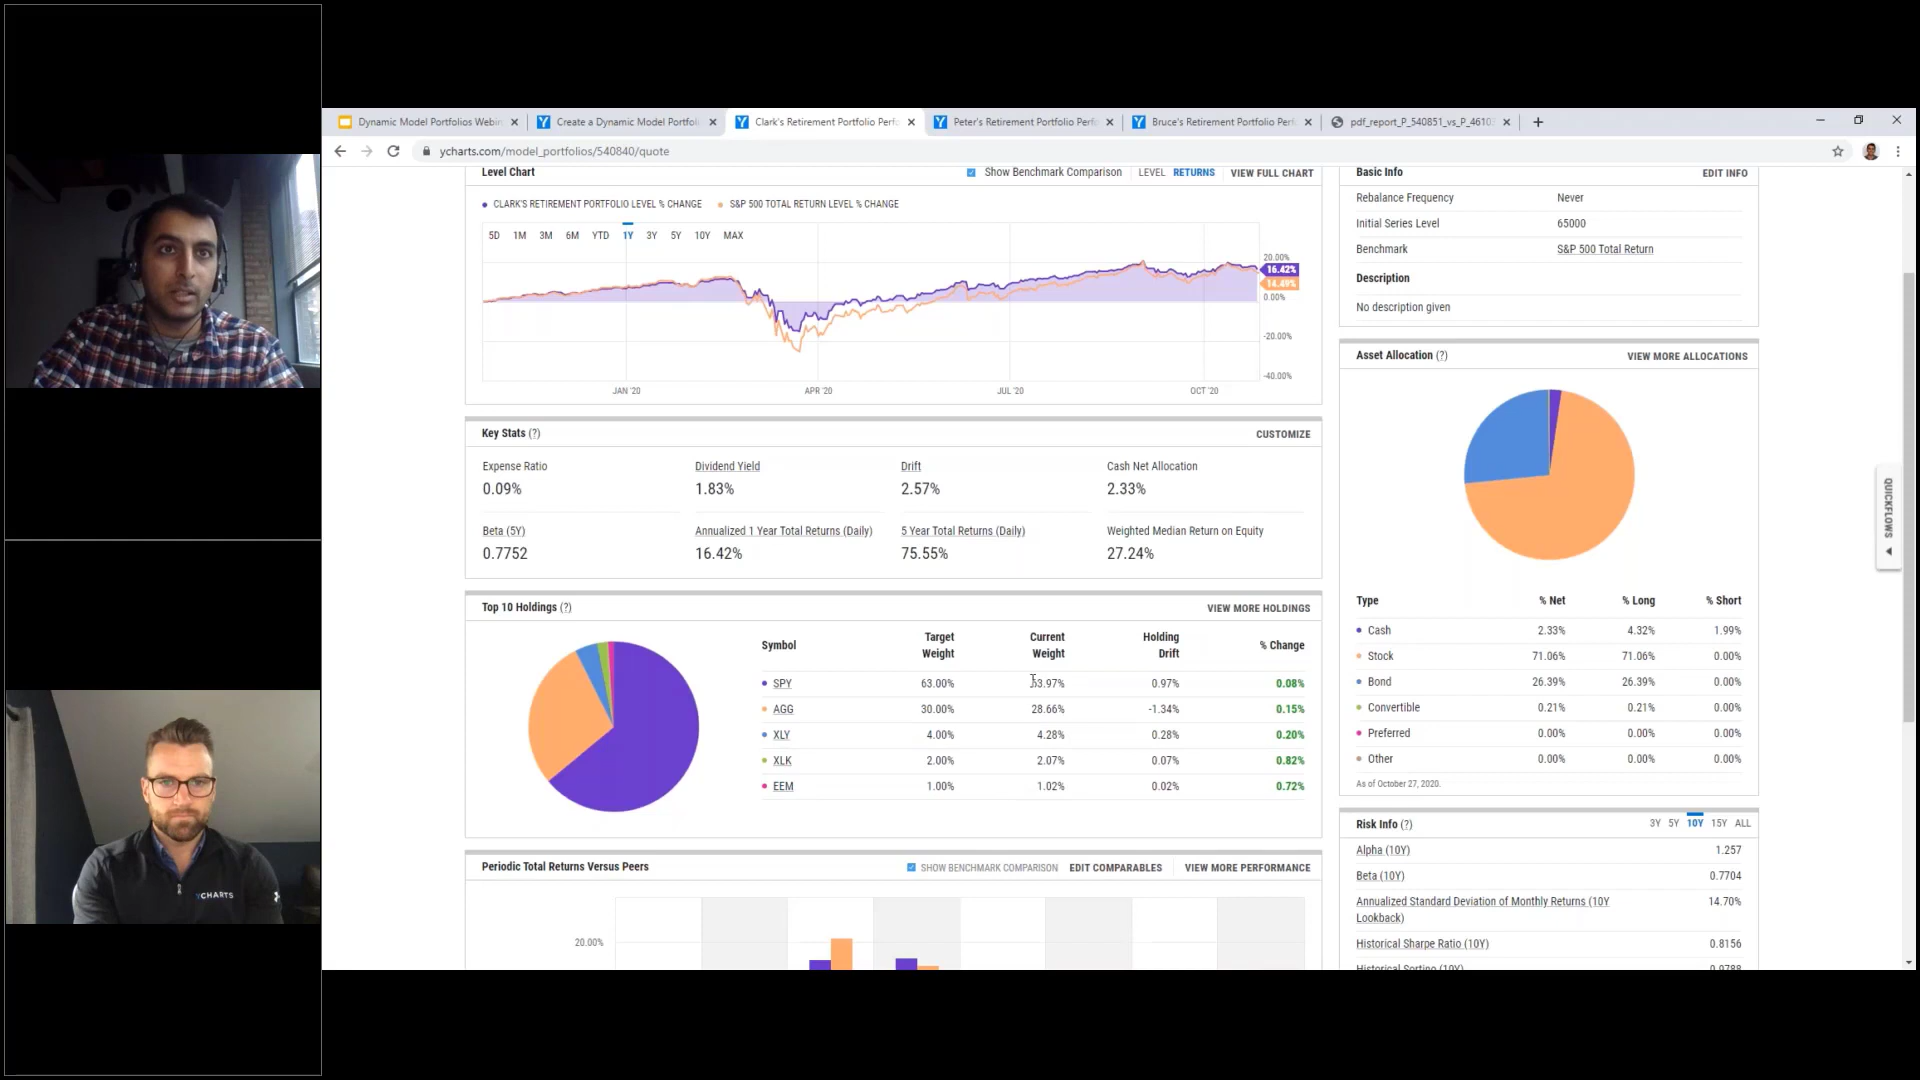 Dynamic Model Portfolios Webin
Create a Dynamic Model Portfoli
Clark's Retirement Portfolio Perfo
Peter's Retirement Portfolio Perfo
Bruce's Retirement Portfolio Perf
pdf_report_P_540851_vs_P_4610
ycharts.com/model_portfolios/540840/quote
Level Chart
Show Benchmark Comparison LEVEL RETURNS VIEW FULL CHART
CLARK'S RETIREMENT PORTFOLIO LEVEL % CHANGE S&P 500 TOTAL RETURN LEVEL % CHANGE
5D 1M 3M 6M YTD 1Y 3Y 5Y 10Y MAX
20.00%
16.42%
14.49%
0.00%
-20.00%
-40.00%
JAN '20 APR '20 JUL '20 OCT '20
Key Stats (?) CUSTOMIZE
Expense Ratio Dividend Yield Drift Cash Net Allocation
0.09% 1.83% 2.57% 2.33%
Beta (5Y) Annualized 1 Year Total Returns (Daily) 5 Year Total Returns (Daily) Weighted Median Return on Equity
0.7752 16.42% 75.55% 27.24%
Top 10 Holdings (?) VIEW MORE HOLDINGS
Symbol Target Weight Current Weight Holding Drift % Change
SPY 63.00% 63.97% 0.97% 0.08%
AGG 30.00% 28.66% -1.34% 0.15%
XLY 4.00% 4.28% 0.28% 0.20%
XLK 2.00% 2.07% 0.07% 0.82%
EEM 1.00% 1.02% 0.02% 0.72%
Periodic Total Returns Versus Peers SHOW BENCHMARK COMPARISON EDIT COMPARABLES VIEW MORE PERFORMANCE
20.00%
Basic Info EDIT INFO
Rebalance Frequency Never
Initial Series Level 65000
Benchmark S&P 500 Total Return
Description
No description given
Asset Allocation (?) VIEW MORE ALLOCATIONS
Type % Net % Long % Short
Cash 2.33% 4.32% 1.99%
Stock 71.06% 71.06% 0.00%
Bond 26.39% 26.39% 0.00%
Convertible 0.21% 0.21% 0.00%
Preferred 0.00% 0.00% 0.00%
Other 0.00% 0.00% 0.00%
As of October 27, 2020.
Risk Info (?) 3Y 5Y 10Y 15Y ALL
Alpha (10Y) 1.257
Beta (10Y) 0.7704
Annualized Standard Deviation of Monthly Returns (10Y 14.70%
Lookback)
Historical Sharpe Ratio (10Y) 0.8156
Historical Sortino (10Y) 0.9788
QUICKFLOWS
YCHARTS